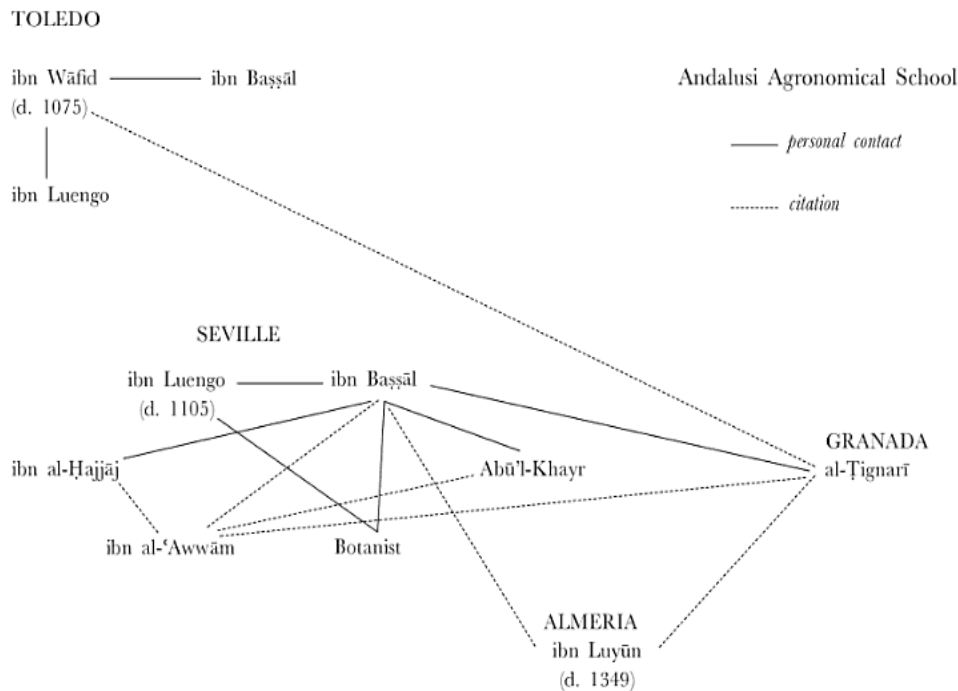 TOLEDO
ibn Wāfid
(d. 1075)
ibn Baṣṣāl
ibn Luengo
Andalusi Agronomical School
personal contact
citation
SEVILLE
ibn Luengo
(d. 1105)
ibn Baṣṣāl
ibn al-Ḥajjāj
Abū’l-Khayr
ibn al-ʿAwwām
Botanist
GRANADA
al-Ṭignarī
ALMERIA
ibn Luyūn
(d. 1349)